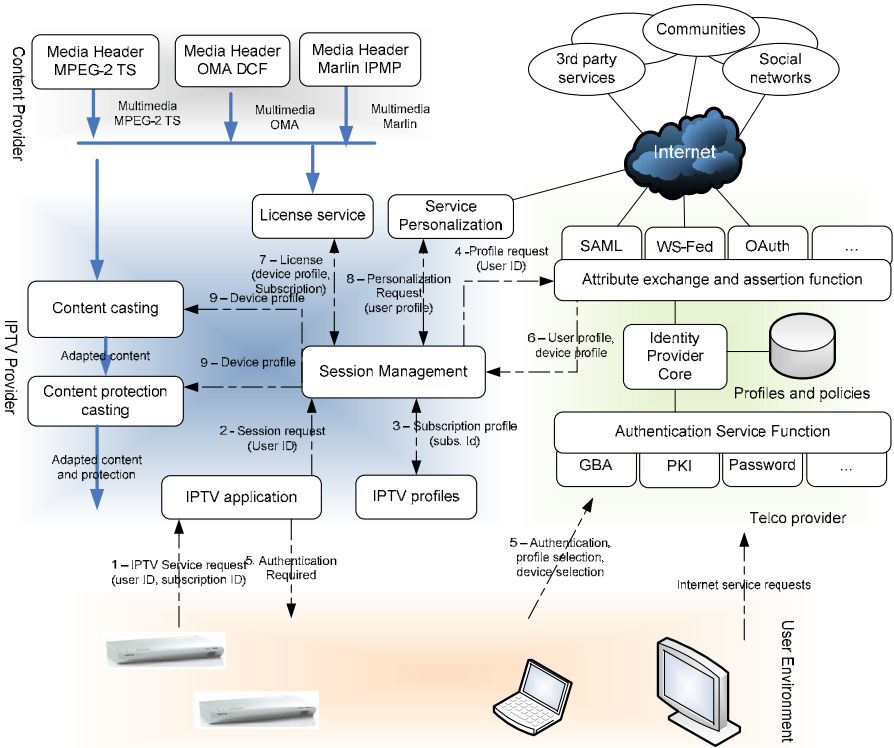 Content Provider
Media Header
MPEG-2 TS
Media Header
OMA DCF
Media Header
Marlin IPMP
Multimedia
MPEG-2 TS
Multimedia
OMA
Multimedia
Marlin
Communities
3rd party
services
Social
networks
Internet
IPTV Provider
License service
Service
Personalization
SAML
WS-Fed
OAuth
...
Attribute exchange and assertion function
4 -Profile request
(User ID)
7 – License
(device profile,
Subscription)
8 – Personalization
Request
(user profile)
9 – Device profile
Content casting
Adapted content
9 – Device profile
Content protection
casting
Adapted content
and protection
Session Management
6 – User profile,
device profile
Identity
Provider
Core
Profiles and policies
2 - Session request
(User ID)
3 – Subscription profile
(subs. Id)
Authentication Service Function
GBA
PKI
Password
...
IPTV application
IPTV profiles
Telco provider
1 – IPTV Service request
(user ID, subscription ID)
5. Authentication
Required
5 – Authentication,
profile selection,
device selection
Internet service requests
User Environment